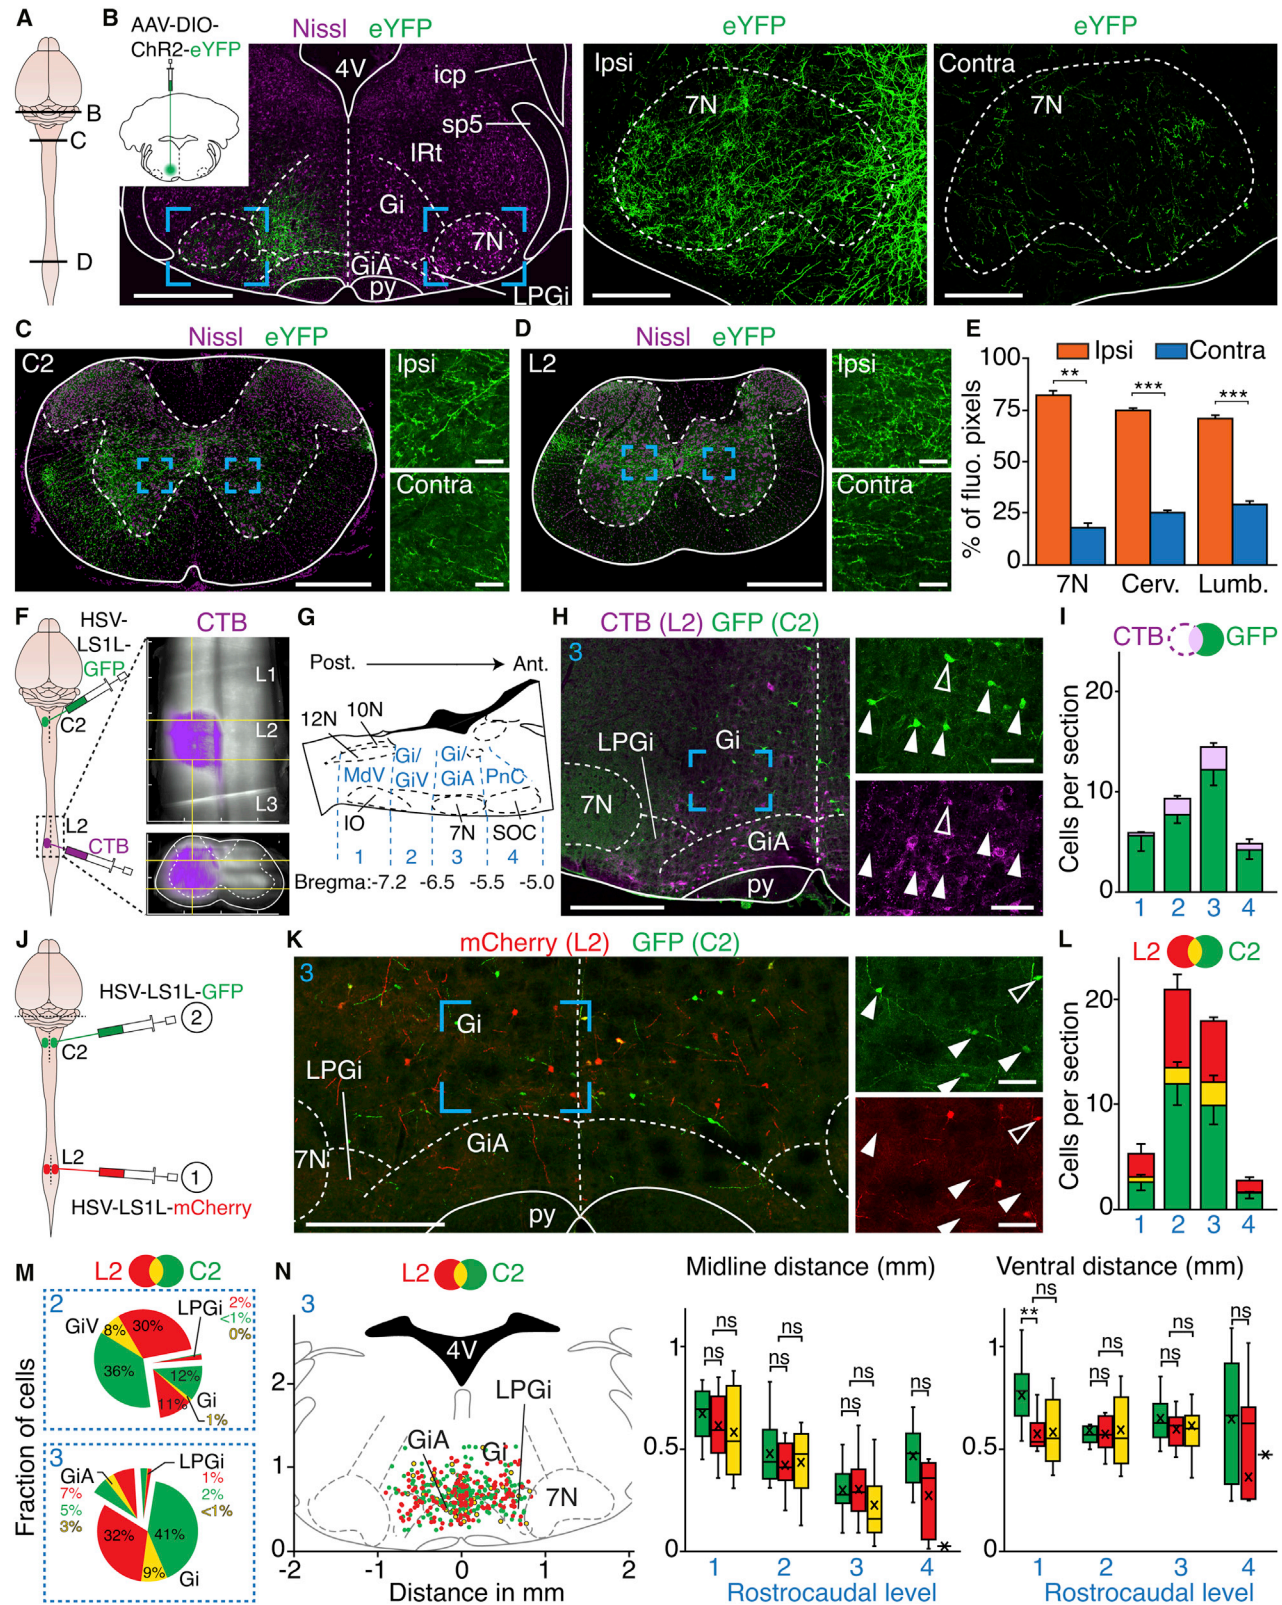 A
B
C
D
B
AAV-DIO-
ChR2-eYFP
Nissl eYFP
4V
icp
sp5
IRt
Gi
7N
GiA
py
LPGi
eYFP
Ipsi
7N
eYFP
Contra
7N
C
Nissl eYFP
C2
Ipsi
Contra
D
Nissl eYFP
L2
Ipsi
Contra
E
Ipsi Contra
% of fluo. pixels
100
75
50
25
0
** *** ***
7N Cerv. Lumb.
F
HSV-
LS1L-
GFP
C2
L2
CTB
CTB
L1
L2
L3
G
Post. Ant.
12N 10N
MdV Gi/ GiV Gi/ GiA PnC
IO 7N SOC
1 2 3 4
Bregma: -7.2 -6.5 -5.5 -5.0
H
CTB (L2) GFP (C2)
3
LPGi Gi
7N
GiA
py
I
CTB GFP
Cells per section
20
10
0
1 2 3 4
J
HSV-LS1L-GFP
2
C2
L2
1
HSV-LS1L-mCherry
K
mCherry (L2) GFP (C2)
3
Gi
LPGi
GiA
7N
py
L
L2 C2
Cells per section
20
10
0
1 2 3 4
M
L2 C2
Fraction of cells
2
GiV
8% 30%
36%
LPGi
2%
<1%
0%
12%
11%
Gi
1%
3
GiA
7%
5%
3%
LPGi
1%
2%
<1%
32% 41%
9%
Gi
N
L2 C2
3
4V
LPGi
GiA Gi
7N
2
1
0
-2 -1 0 1 2
Distance in mm
Midline distance (mm)
1
0.5
0
ns ns ns ns ns ns ns
*
1 2 3 4
Rostrocaudal level
Ventral distance (mm)
1
0.5
0
** ns ns ns ns ns ns
*
1 2 3 4
Rostrocaudal level